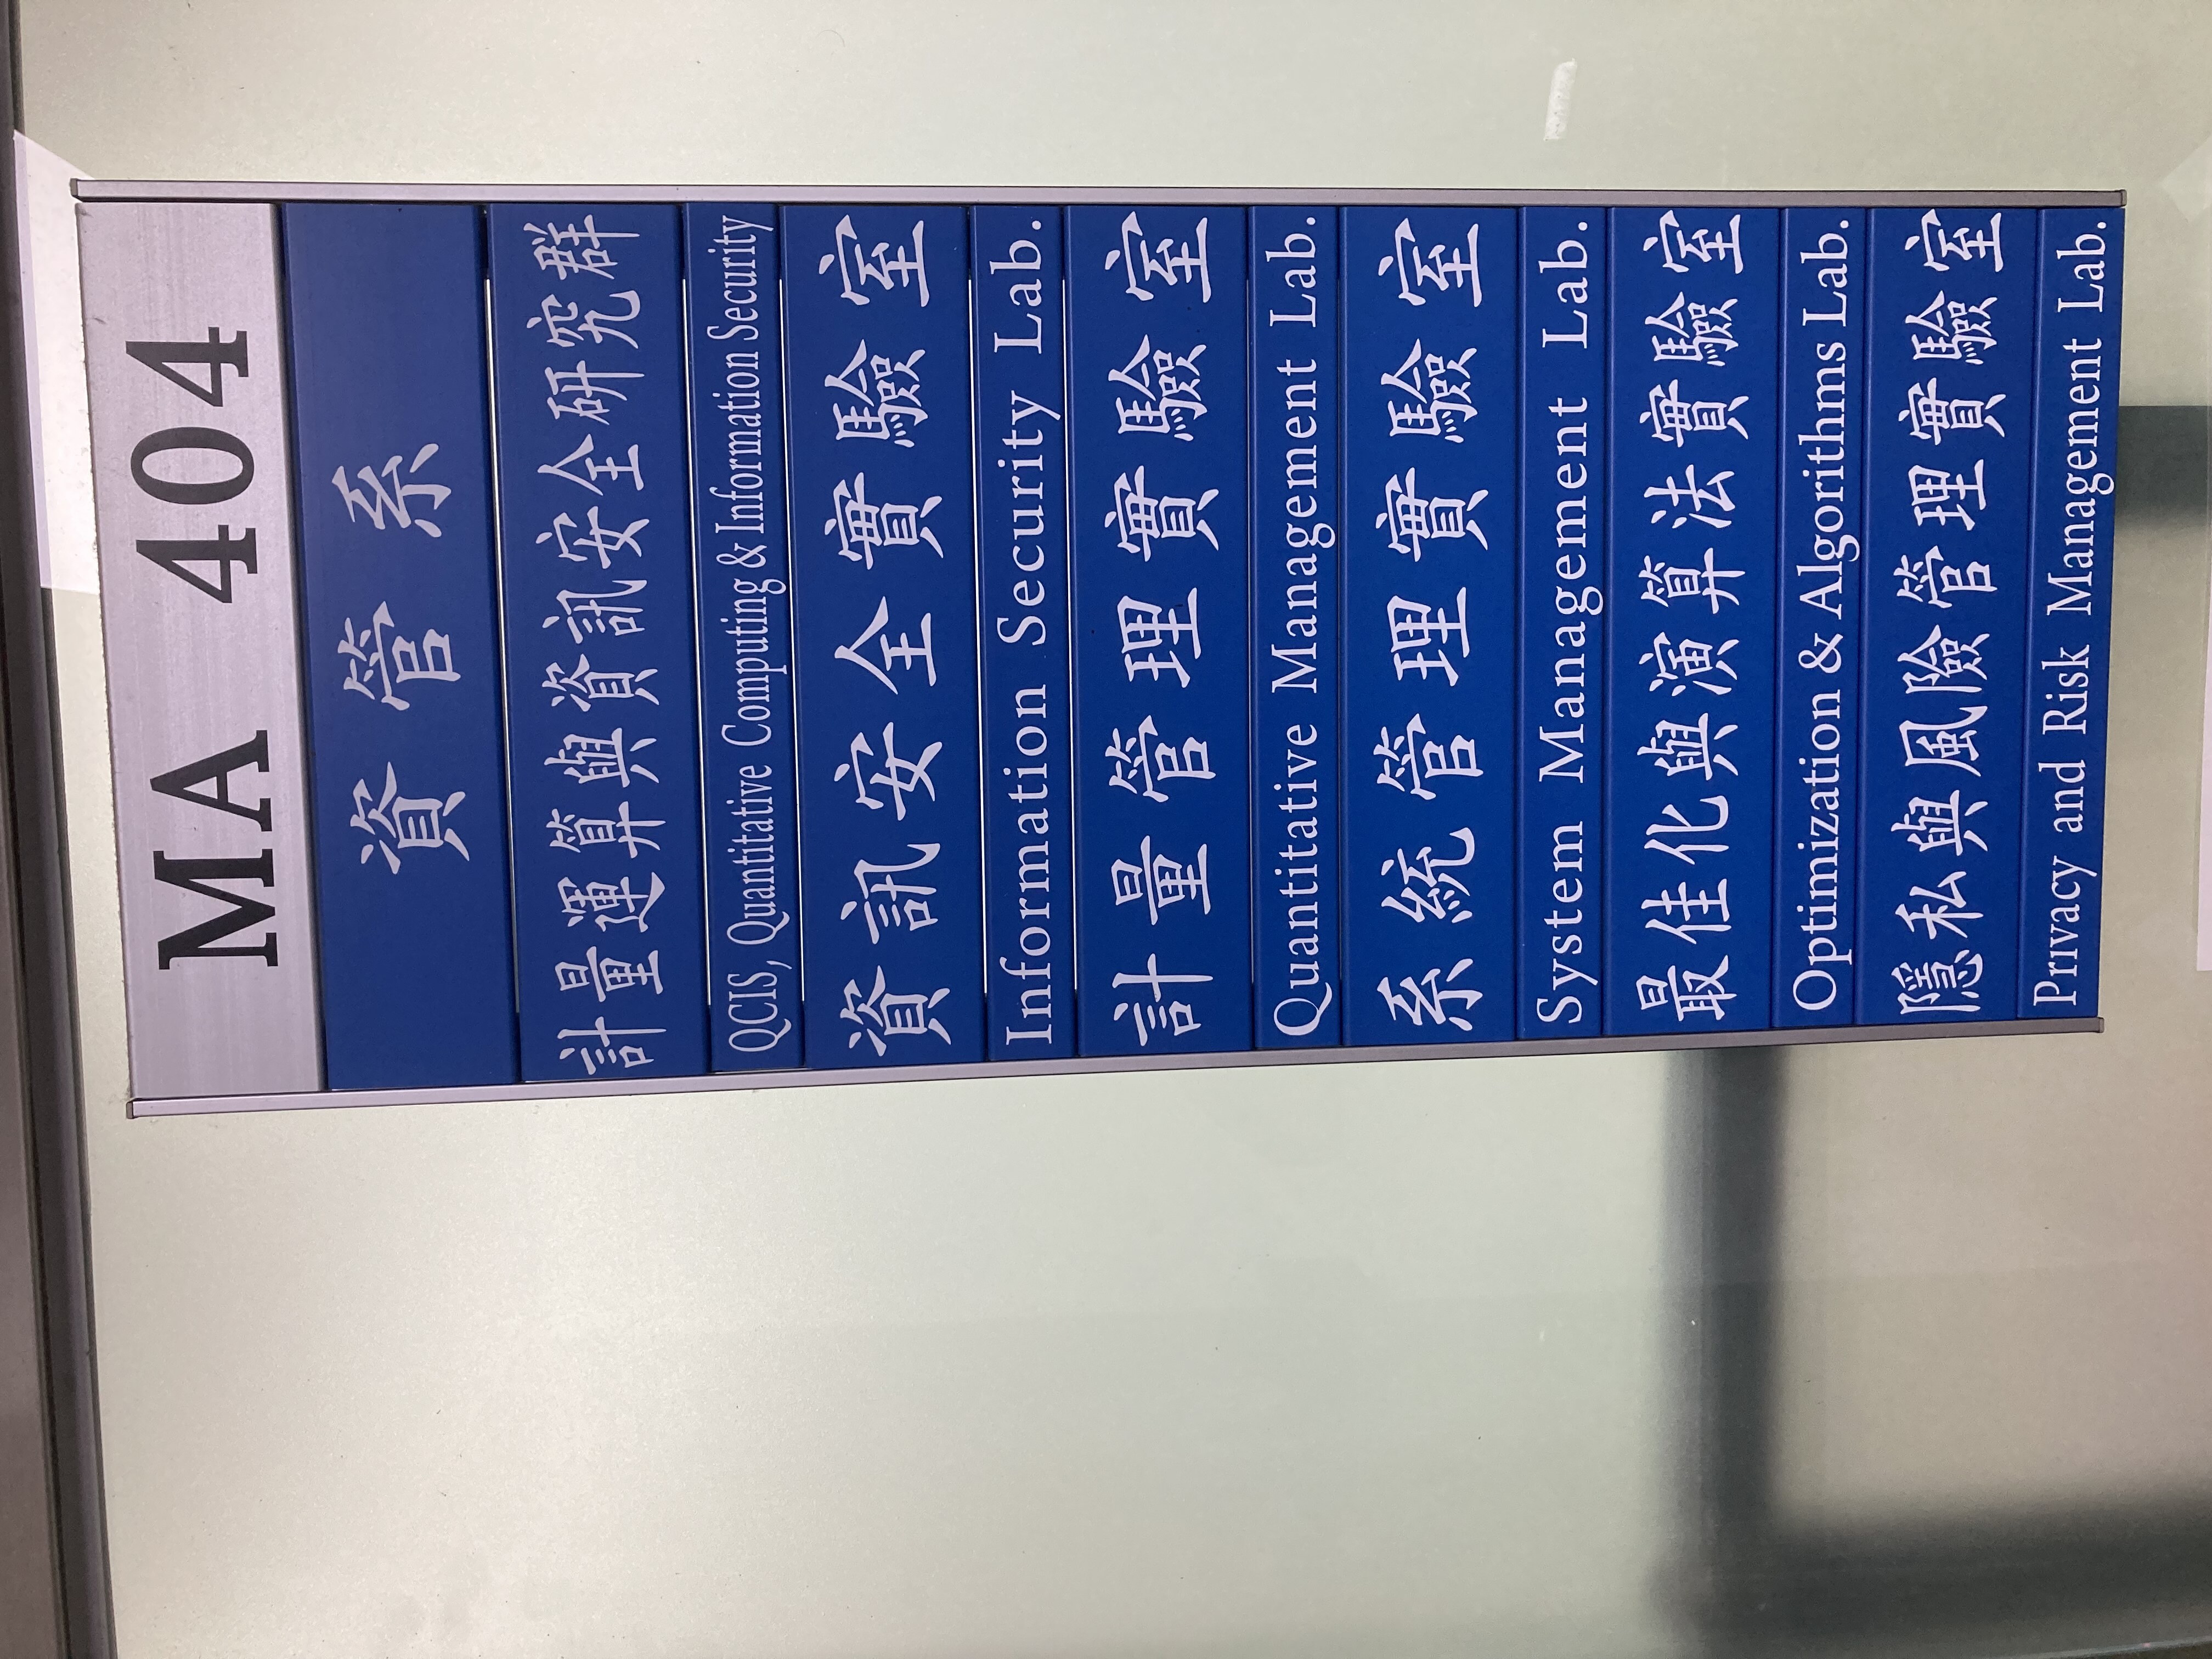 MA 404
資管系
計量運算與資訊安全研究群
QCIS, Quantitative Computing & Information Security
資訊安全實驗室
Information Security Lab.
計量管理實驗室
Quantitative Management Lab.
系統管理實驗室
System Management Lab.
最佳化與演算法實驗室
Optimization & Algorithms Lab.
隱私與風險管理實驗室
Privacy and Risk Management Lab.